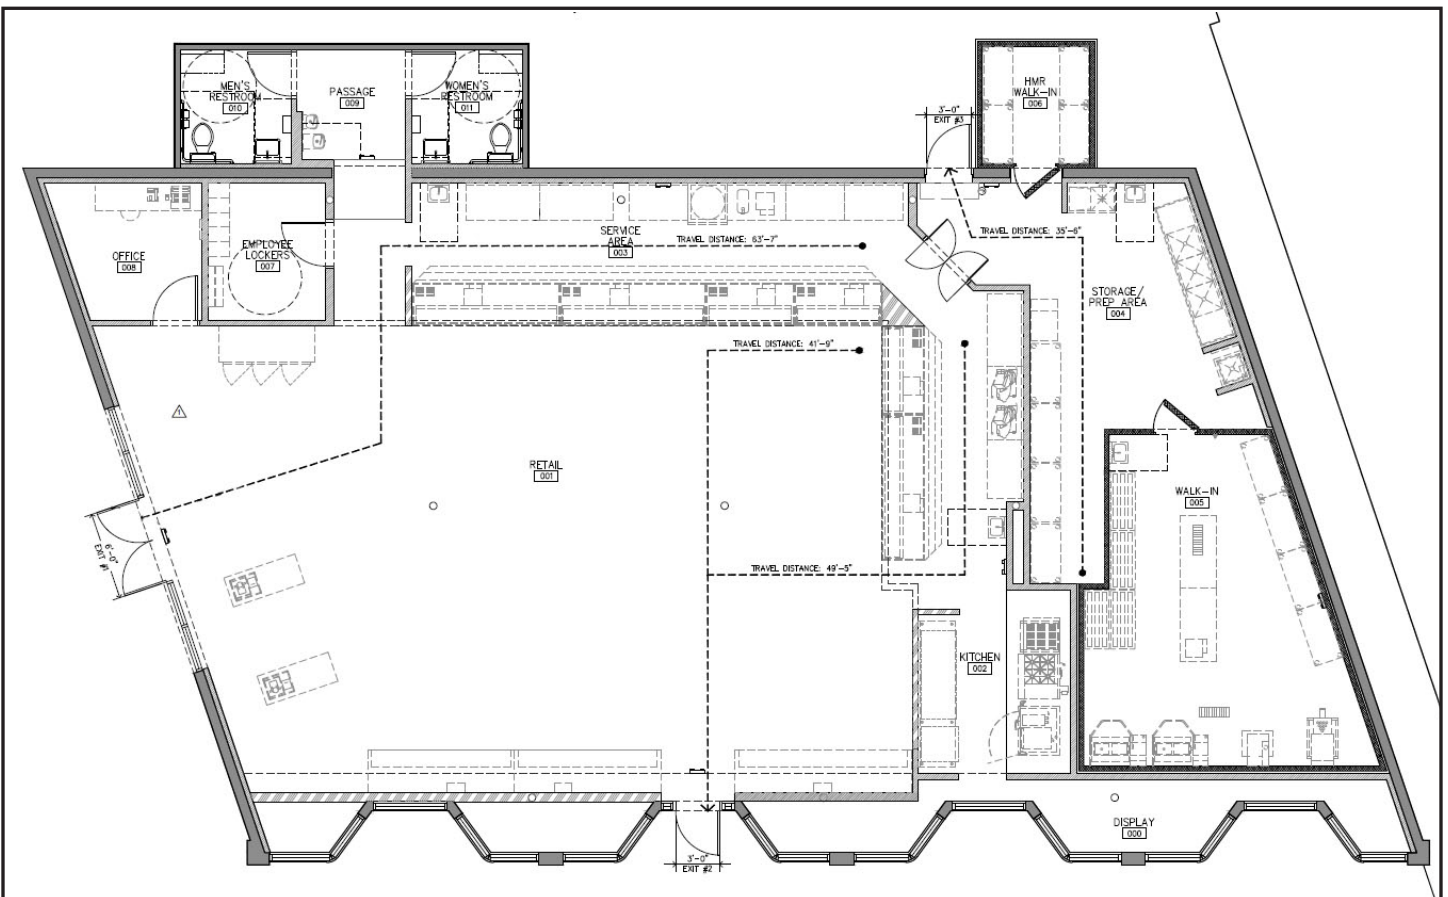 MEN'S
RESTROOM
010
PASSAGE
009
WOMEN'S
RESTROOM
011
HMR
WALK-IN
006
3'-0"
EXIT #3
OFFICE
008
EMPLOYEE
LOCKERS
007
SERVICE
AREA
003
TRAVEL DISTANCE: 63'-7"
TRAVEL DISTANCE: 35'-6"
STORAGE/
PREP AREA
004
TRAVEL DISTANCE: 41'-9"
1
RETAIL
001
WALK-IN
005
6'-0"
EXIT #1
TRAVEL DISTANCE: 49'-5"
KITCHEN
002
DISPLAY
000
3'-0"
EXIT #2